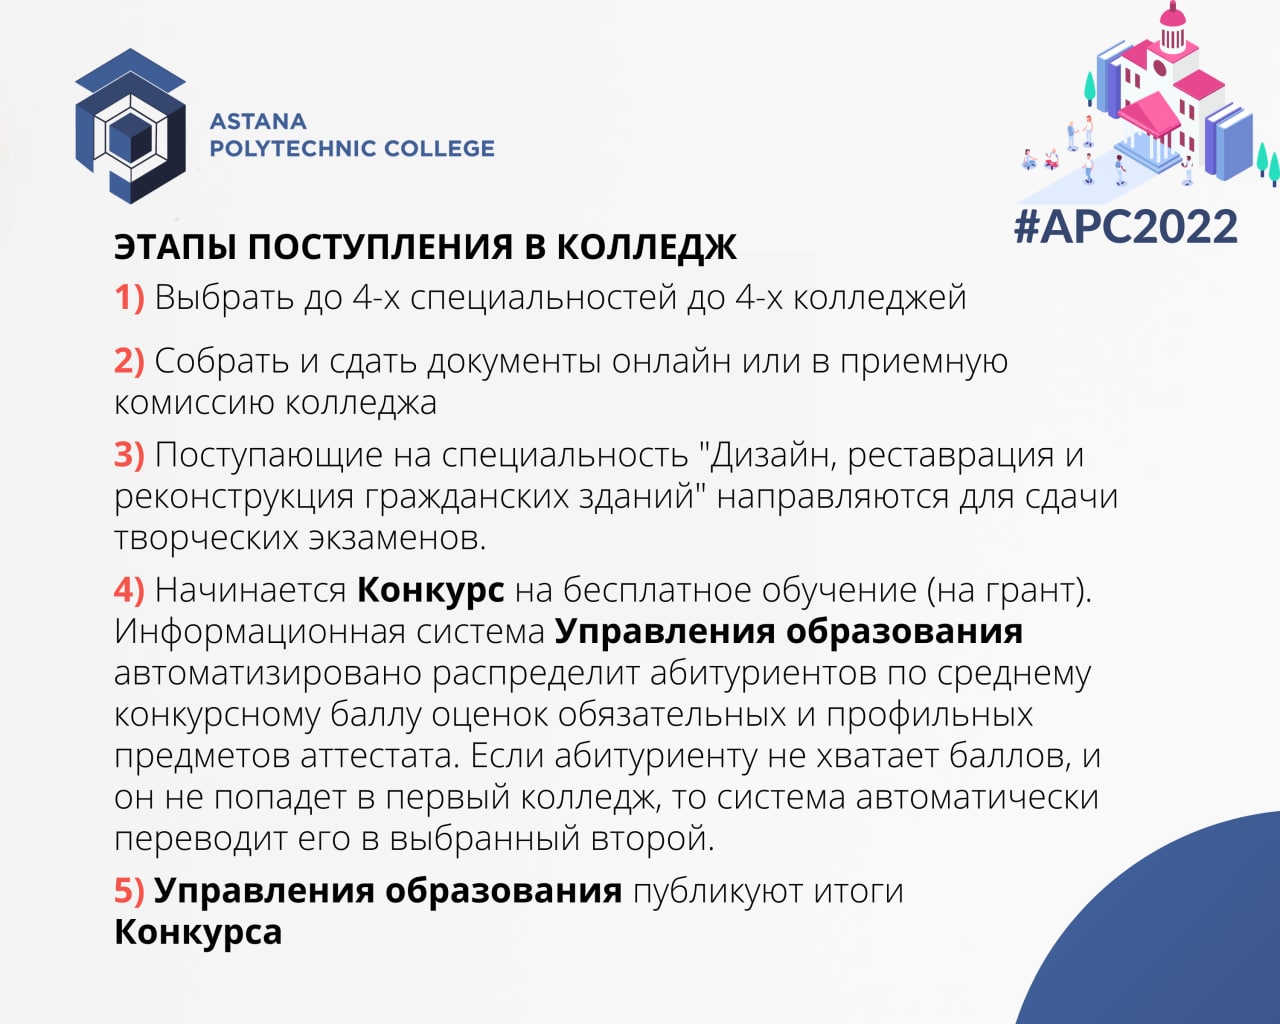 ASTANA
POLYTECHNIC COLLEGE
#APC2022
ЭТАПЫ ПОСТУПЛЕНИЯ В КОЛЛЕДЖ
1) Выбрать до 4-х специальностей до 4-х колледжей
2) Собрать и сдать документы онлайн или в приемную
комиссию колледжа
3) Поступающие на специальность "Дизайн, реставрация и
реконструкция гражданских зданий" направляются для сдачи
творческих экзаменов.
4) Начинается Конкурс на бесплатное обучение (на грант).
Информационная система Управления образования
автоматизировано распределит абитуриентов по среднему
конкурсному баллу оценок обязательных и профильных
предметов аттестата. Если абитуриенту не хватает баллов, и
он не попадет в первый колледж, то система автоматически
переводит его в выбранный второй.
5) Управления образования публикуют итоги
Конкурса